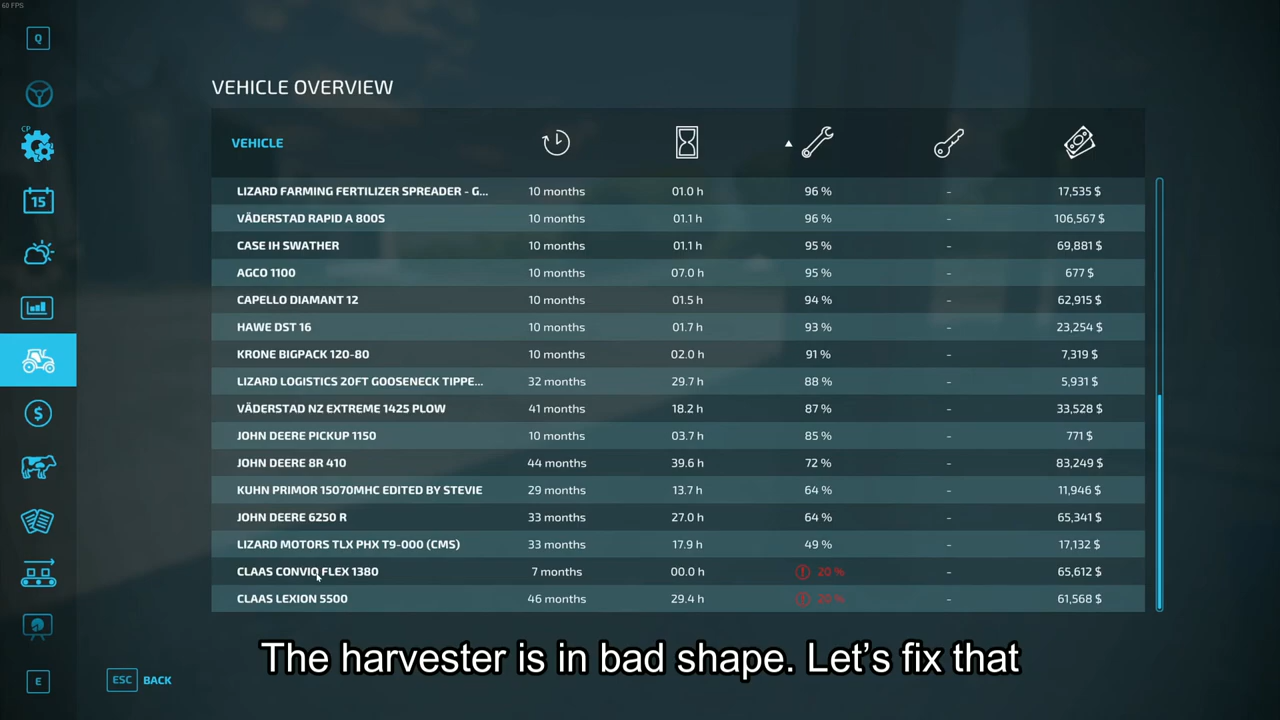 60 FPS
Q
VEHICLE OVERVIEW
VEHICLE
CP
15
LIZARD FARMING FERTILIZER SPREADER - G... 10 months 01.0 h 96 % - 17,535 $
VÄDERSTAD RAPID A 800S 10 months 01.1 h 96 % - 106,567 $
CASE IH SWATHER 10 months 01.1 h 95 % - 69,881 $
AGCO 1100 10 months 07.0 h 95 % - 677 $
CAPELLO DIAMANT 12 10 months 01.5 h 94 % - 62,915 $
HAWE DST 16 10 months 01.7 h 93 % - 23,254 $
KRONE BIGPACK 120-80 10 months 02.0 h 91 % - 7,319 $
LIZARD LOGISTICS 20FT GOOSENECK TIPPE... 32 months 29.7 h 88 % - 5,931 $
VÄDERSTAD NZ EXTREME 1425 PLOW 41 months 18.2 h 87 % - 33,528 $
JOHN DEERE PICKUP 1150 10 months 03.7 h 85 % - 771 $
JOHN DEERE 8R 410 44 months 39.6 h 72 % - 83,249 $
KUHN PRIMOR 15070MHC EDITED BY STEVIE 29 months 13.7 h 64 % - 11,946 $
JOHN DEERE 6250 R 33 months 27.0 h 64 % - 65,341 $
LIZARD MOTORS TLX PHX T9-000 (CMS) 33 months 17.9 h 49 % - 17,132 $
CLAAS CONVIO FLEX 1380 7 months 00.0 h 20 % - 65,612 $
CLAAS LEXION 5500 46 months 29.4 h 20 % - 61,568 $
The harvester is in bad shape. Let's fix that
E
ESC BACK